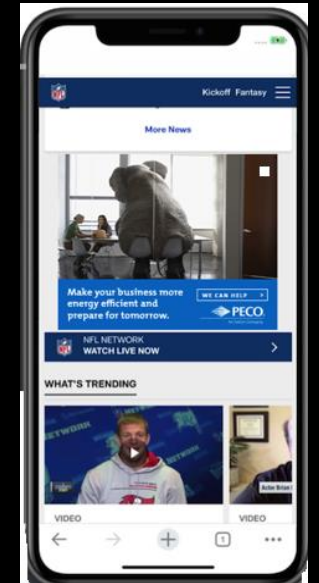 NFL
Kickoff Fantasy
More News
Make your business more
energy efficient and
prepare for tomorrow.
WE CAN HELP >
PECO
NFL NETWORK
WATCH LIVE NOW
WHAT'S TRENDING
VIDEO
VIDEO
1